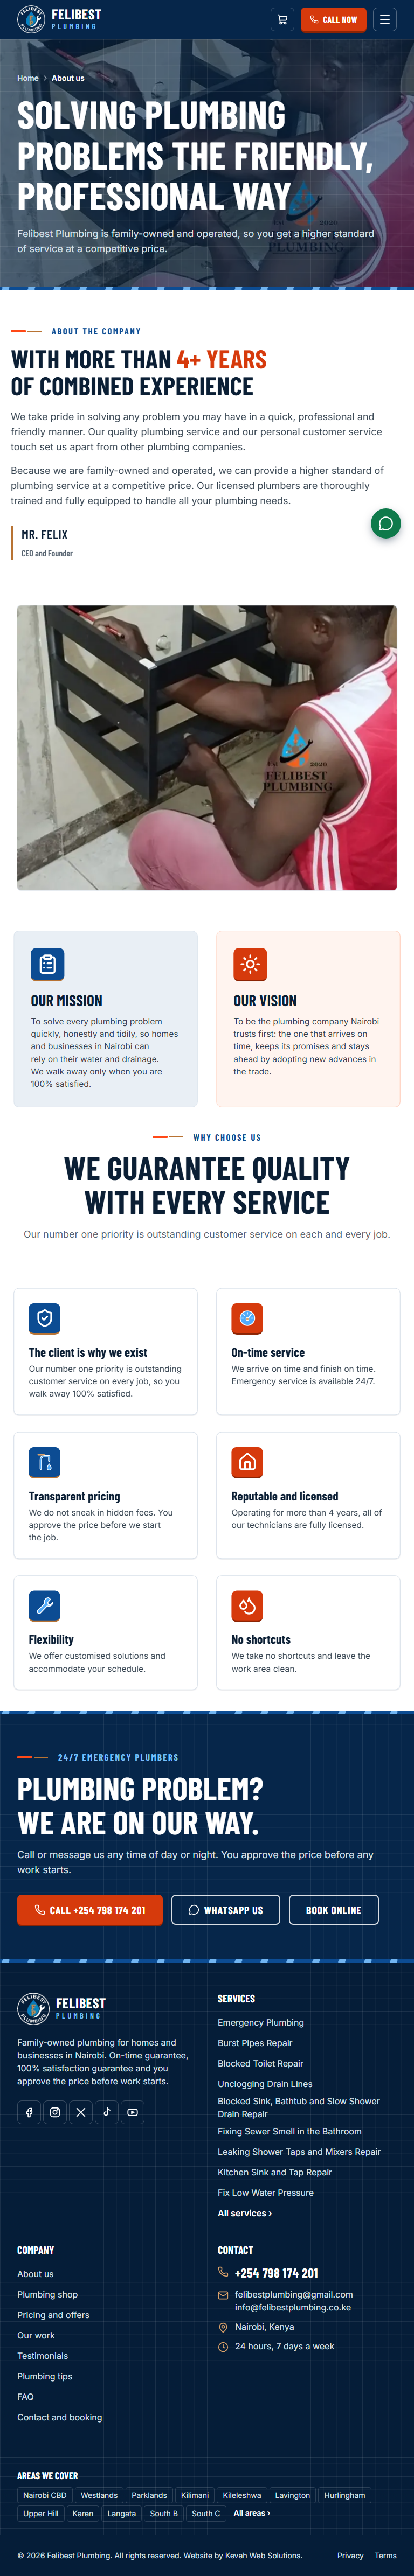 FELIBEST
PLUMBING
CALL NOW
Home > About us
SOLVING PLUMBING
PROBLEMS THE FRIENDLY,
PROFESSIONAL WAY
Felibest Plumbing is family-owned and operated, so you get a higher standard
of service at a competitive price.
ABOUT THE COMPANY
WITH MORE THAN 4+ YEARS
OF COMBINED EXPERIENCE
We take pride in solving any problem you may have in a quick, professional and
friendly manner. Our quality plumbing service and our personal customer service
touch set us apart from other plumbing companies.
Because we are family-owned and operated, we can provide a higher standard of
plumbing service at a competitive price. Our licensed plumbers are thoroughly
trained and fully equipped to handle all your plumbing needs.
MR. FELIX
CEO and Founder
2020
FELIBEST
PLUMBING
OUR MISSION
To solve every plumbing problem
quickly, honestly and tidily, so homes
and businesses in Nairobi can
rely on their water and drainage.
We walk away only when you are
100% satisfied.
OUR VISION
To be the plumbing company Nairobi
trusts first: the one that arrives on
time, keeps its promises and stays
ahead by adopting new advances in
the trade.
WHY CHOOSE US
WE GUARANTEE QUALITY
WITH EVERY SERVICE
Our number one priority is outstanding customer service on each and every job.
The client is why we exist
Our number one priority is outstanding
customer service on every job, so you
walk away 100% satisfied.
On-time service
We arrive on time and finish on time.
Emergency service is available 24/7.
Transparent pricing
We do not sneak in hidden fees. You
approve the price before we start
the job.
Reputable and licensed
Operating for more than 4 years, all of
our technicians are fully licensed.
Flexibility
We offer customised solutions and
accommodate your schedule.
No shortcuts
We take no shortcuts and leave the
work area clean.
24/7 EMERGENCY PLUMBERS
PLUMBING PROBLEM?
WE ARE ON OUR WAY.
Call or message us any time of day or night. You approve the price before any
work starts.
CALL +254 798 174 201
WHATSAPP US
BOOK ONLINE
FELIBEST
PLUMBING
Family-owned plumbing for homes and
businesses in Nairobi. On-time guarantee,
100% satisfaction guarantee and you
approve the price before work starts.
SERVICES
Emergency Plumbing
Burst Pipes Repair
Blocked Toilet Repair
Unclogging Drain Lines
Blocked Sink, Bathtub and Slow Shower
Drain Repair
Fixing Sewer Smell in the Bathroom
Leaking Shower Taps and Mixers Repair
Kitchen Sink and Tap Repair
Fix Low Water Pressure
All services ›
COMPANY
About us
Plumbing shop
Pricing and offers
Our work
Testimonials
Plumbing tips
FAQ
Contact and booking
CONTACT
+254 798 174 201
felibestplumbing@gmail.com
info@felibestplumbing.co.ke
Nairobi, Kenya
24 hours, 7 days a week
AREAS WE COVER
Nairobi CBD Westlands Parklands Kilimani Kileleshwa Lavington Hurlingham
Upper Hill Karen Langata South B South C All areas ›
© 2026 Felibest Plumbing. All rights reserved. Website by Kevah Web Solutions.
Privacy Terms